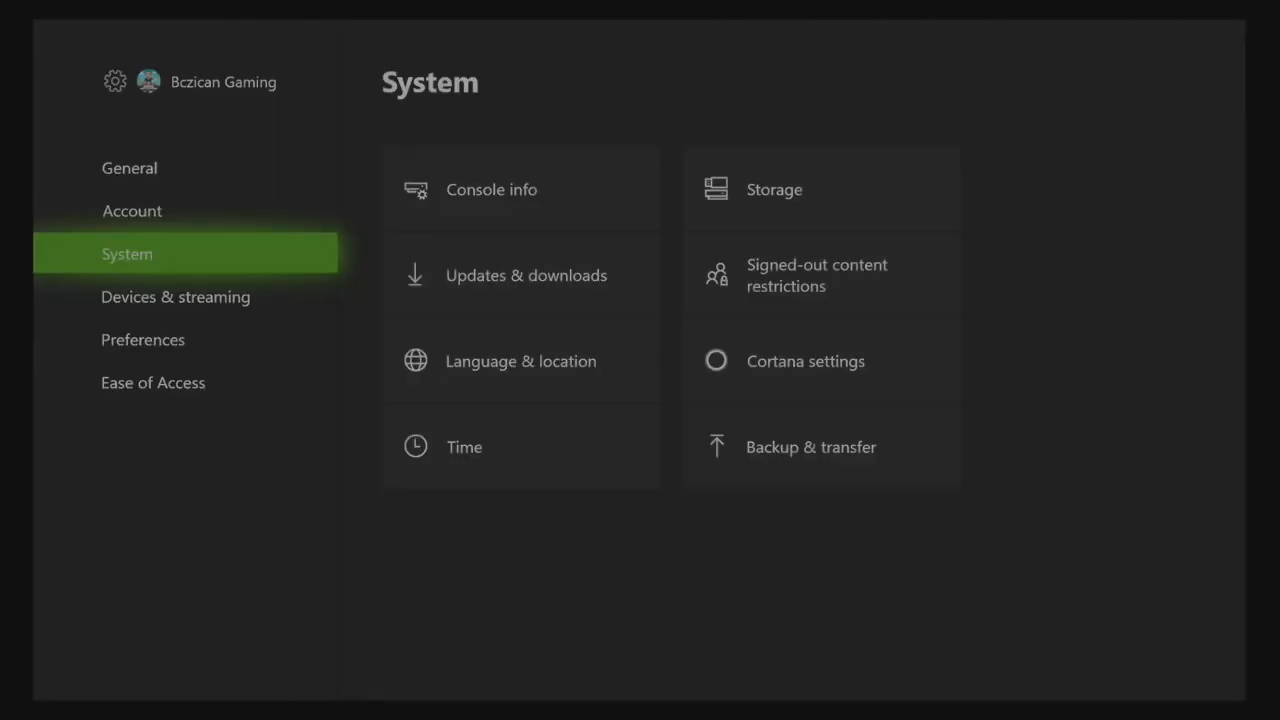 Bczican Gaming
General
Account
System
Devices & streaming
Preferences
Ease of Access
System
Console info
Updates & downloads
Language & location
Time
Storage
Signed-out content
restrictions
Cortana settings
Backup & transfer